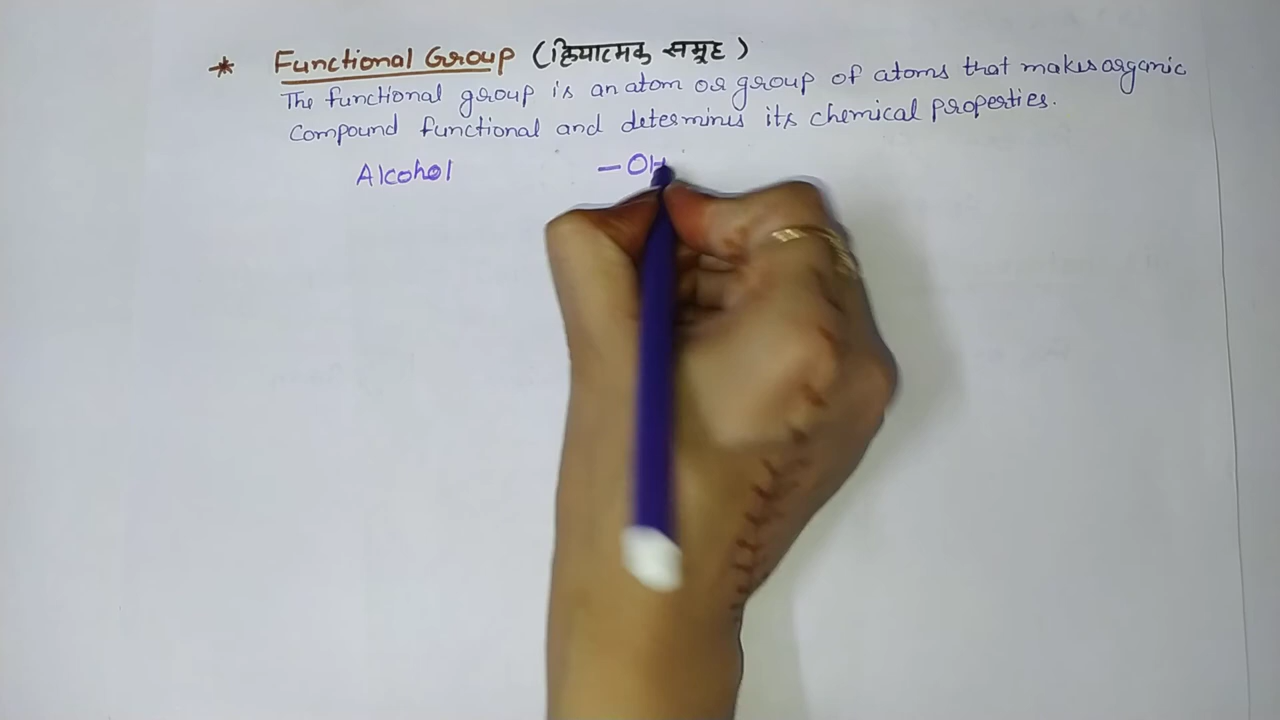 * Functional Group (क्रियात्मक समूह)
The functional group is an atom or group of atoms that makes organic
compound functional and determines its chemical properties.
Alcohol -OH